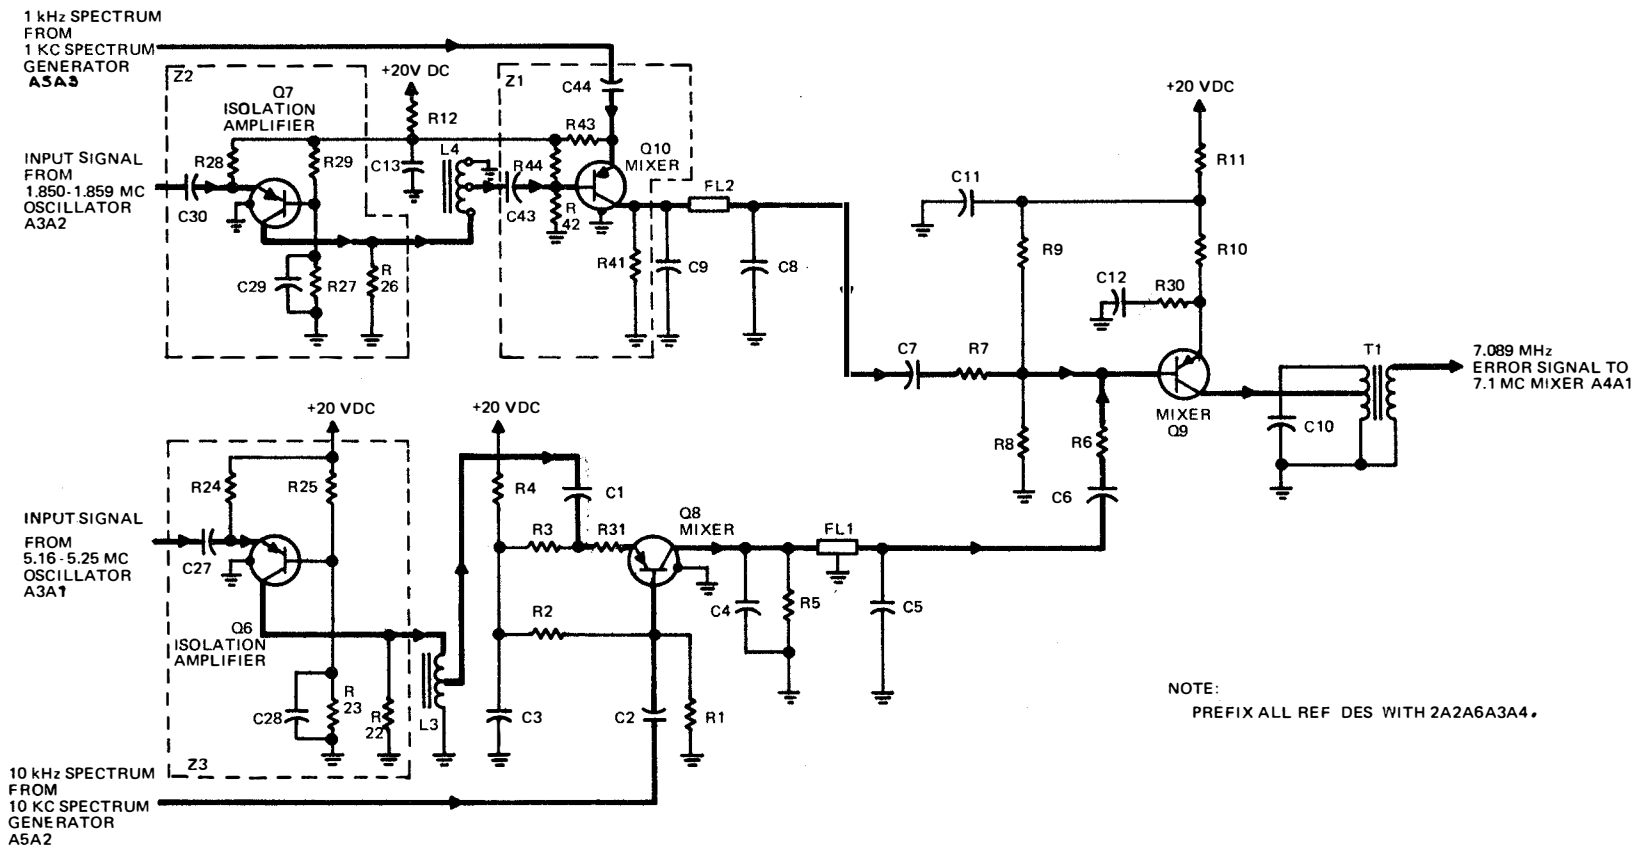 1 kHz SPECTRUM
FROM
1 KC SPECTRUM
GENERATOR
A5A3
Z2
Q7
ISOLATION
AMPLIFIER
+20V DC
R12
Z1
C44
R43
Q10
MIXER
+20 VDC
R11
INPUT SIGNAL
FROM
1.850-1.859 MC
OSCILLATOR
A3A2
R28
R29
C30
C13
L4
R44
C43
R
42
FL2
C11
R9
R10
C29
R27
R
26
R41
C9
C8
C12
R30
C7
R7
T1
7.089 MHz
ERROR SIGNAL TO
7.1 MC MIXER A4A1
MIXER
Q9
C10
R8
R6
C6
+20 VDC
+20 VDC
R24
R25
R4
C1
Q8
MIXER
INPUT SIGNAL
FROM
5.16-5.25 MC
OSCILLATOR
A3A1
C27
R3
R31
FL1
Q6
ISOLATION
AMPLIFIER
R2
C4
R5
C5
C28
R
23
R
22
L3
C3
C2
R1
Z3
NOTE:
PREFIX ALL REF DES WITH 2A2A6A3A4.
10 kHz SPECTRUM
FROM
10 KC SPECTRUM
GENERATOR
A5A2